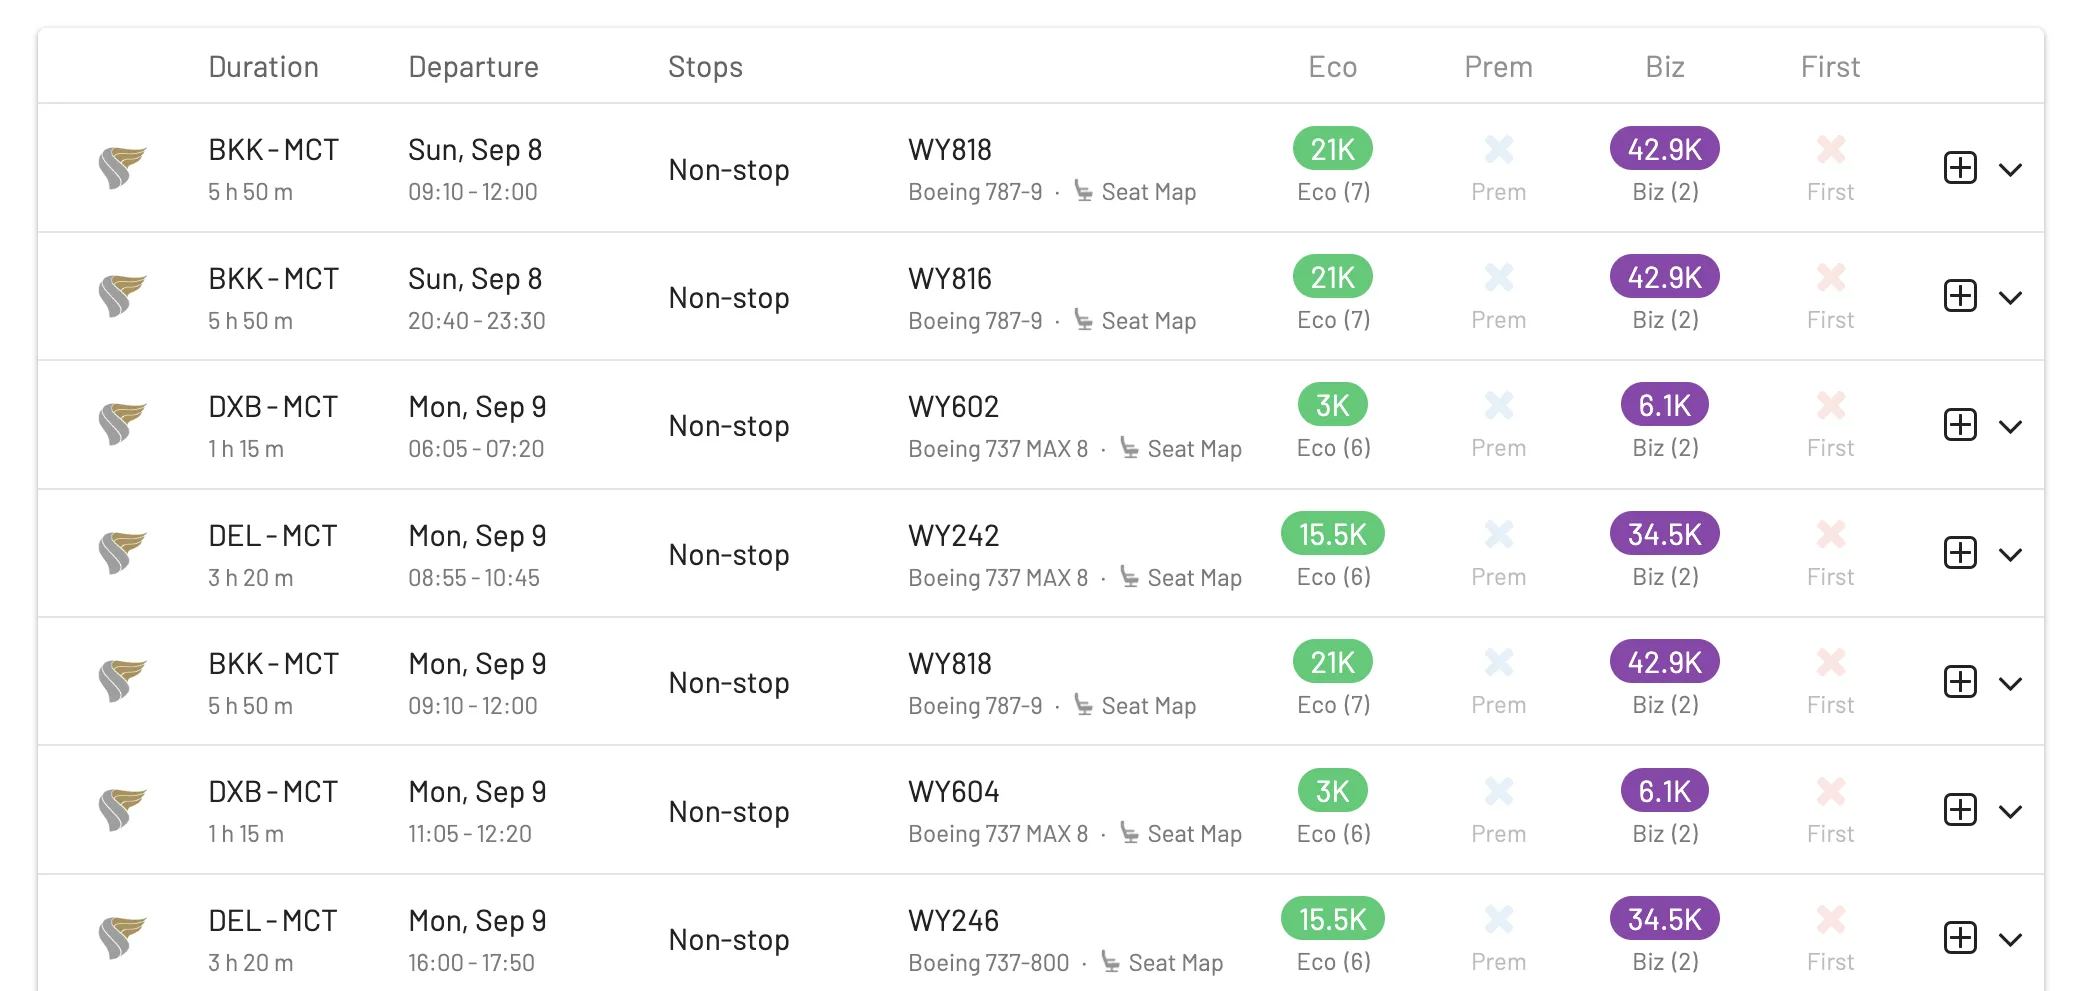 Duration Departure Stops Eco Prem Biz First
BKK - MCT Sun, Sep 8 Non-stop WY818 21K 42.9K
5 h 50 m 09:10 - 12:00 Boeing 787-9 · Seat Map Eco (7) Prem Biz (2) First
BKK - MCT Sun, Sep 8 Non-stop WY816 21K 42.9K
5 h 50 m 20:40 - 23:30 Boeing 787-9 · Seat Map Eco (7) Prem Biz (2) First
DXB - MCT Mon, Sep 9 Non-stop WY602 3K 6.1K
1 h 15 m 06:05 - 07:20 Boeing 737 MAX 8 · Seat Map Eco (6) Prem Biz (2) First
DEL - MCT Mon, Sep 9 Non-stop WY242 15.5K 34.5K
3 h 20 m 08:55 - 10:45 Boeing 737 MAX 8 · Seat Map Eco (6) Prem Biz (2) First
BKK - MCT Mon, Sep 9 Non-stop WY818 21K 42.9K
5 h 50 m 09:10 - 12:00 Boeing 787-9 · Seat Map Eco (7) Prem Biz (2) First
DXB - MCT Mon, Sep 9 Non-stop WY604 3K 6.1K
1 h 15 m 11:05 - 12:20 Boeing 737 MAX 8 · Seat Map Eco (6) Prem Biz (2) First
DEL - MCT Mon, Sep 9 Non-stop WY246 15.5K 34.5K
3 h 20 m 16:00 - 17:50 Boeing 737-800 · Seat Map Eco (6) Prem Biz (2) First